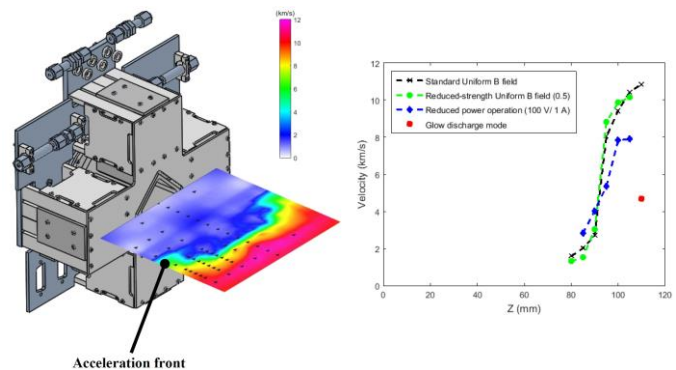 (km/s)
12
10
8
6
4
2
0
Acceleration front
12
10
8
6
4
2
0
Velocity (km/s)
Standard Uniform B field
Reduced-strength Uniform B field (0.5)
Reduced power operation (100 V/ 1 A)
Glow discharge mode
0 20 40 60 80 100 120
Z (mm)